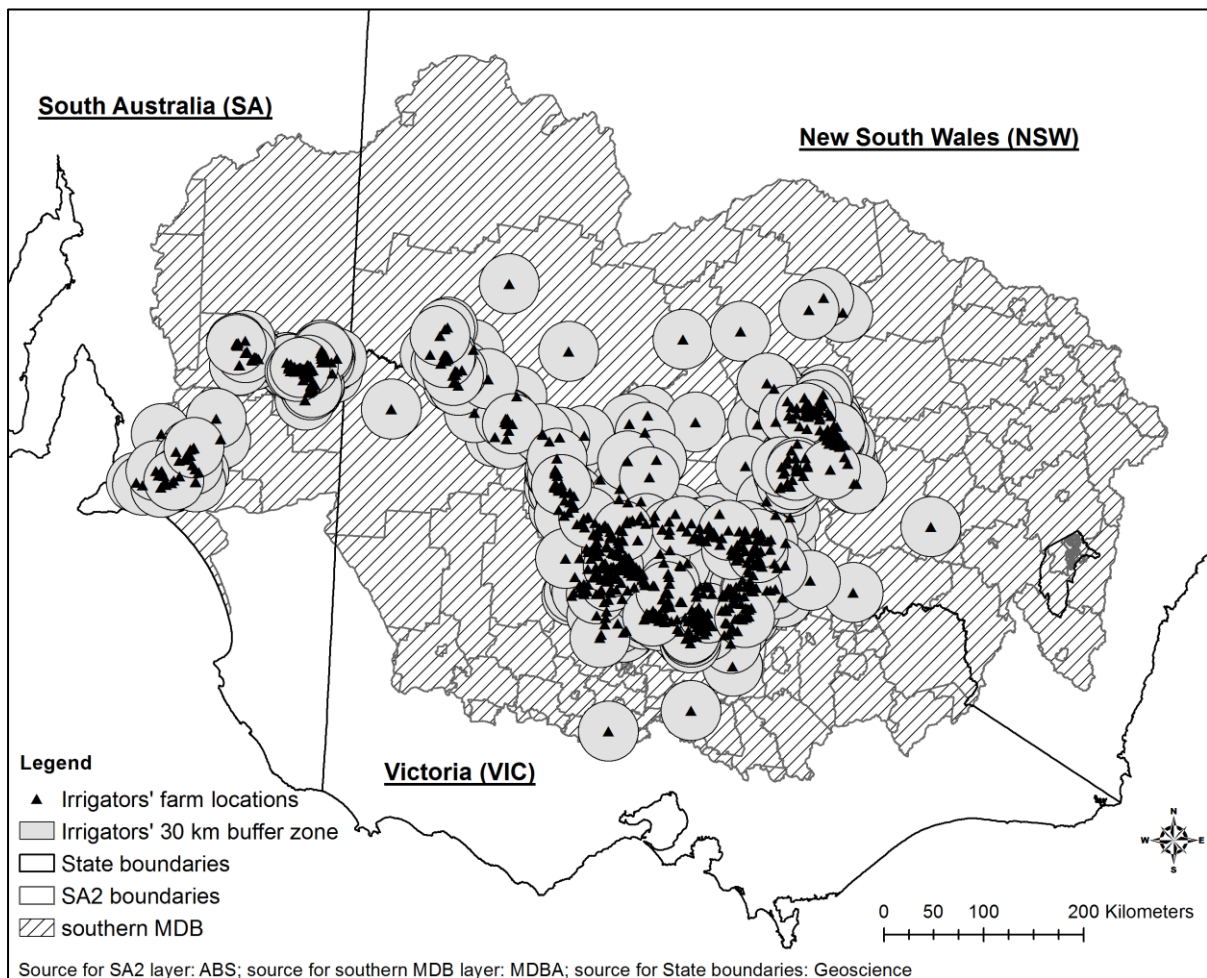 South Australia (SA)
New South Wales (NSW)
Victoria (VIC)
Legend
Irrigators' farm locations
Irrigators' 30 km buffer zone
State boundaries
SA2 boundaries
southern MDB
N
W E
S
0 50 100 200 Kilometers
Source for SA2 layer: ABS; source for southern MDB layer: MDBA; source for State boundaries: Geoscience